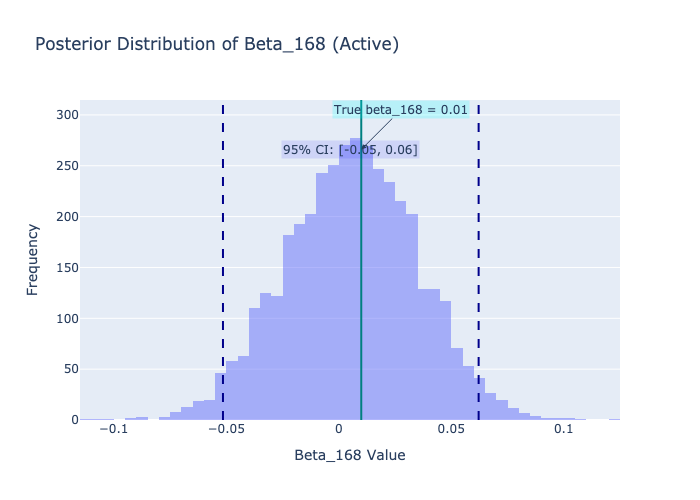 Posterior Distribution of Beta_168 (Active)
True beta_168 = 0.01
95% CI: [-0.05, 0.06]
Frequency
300
250
200
150
100
50
0
−0.1
−0.05
0
0.05
0.1
Beta_168 Value